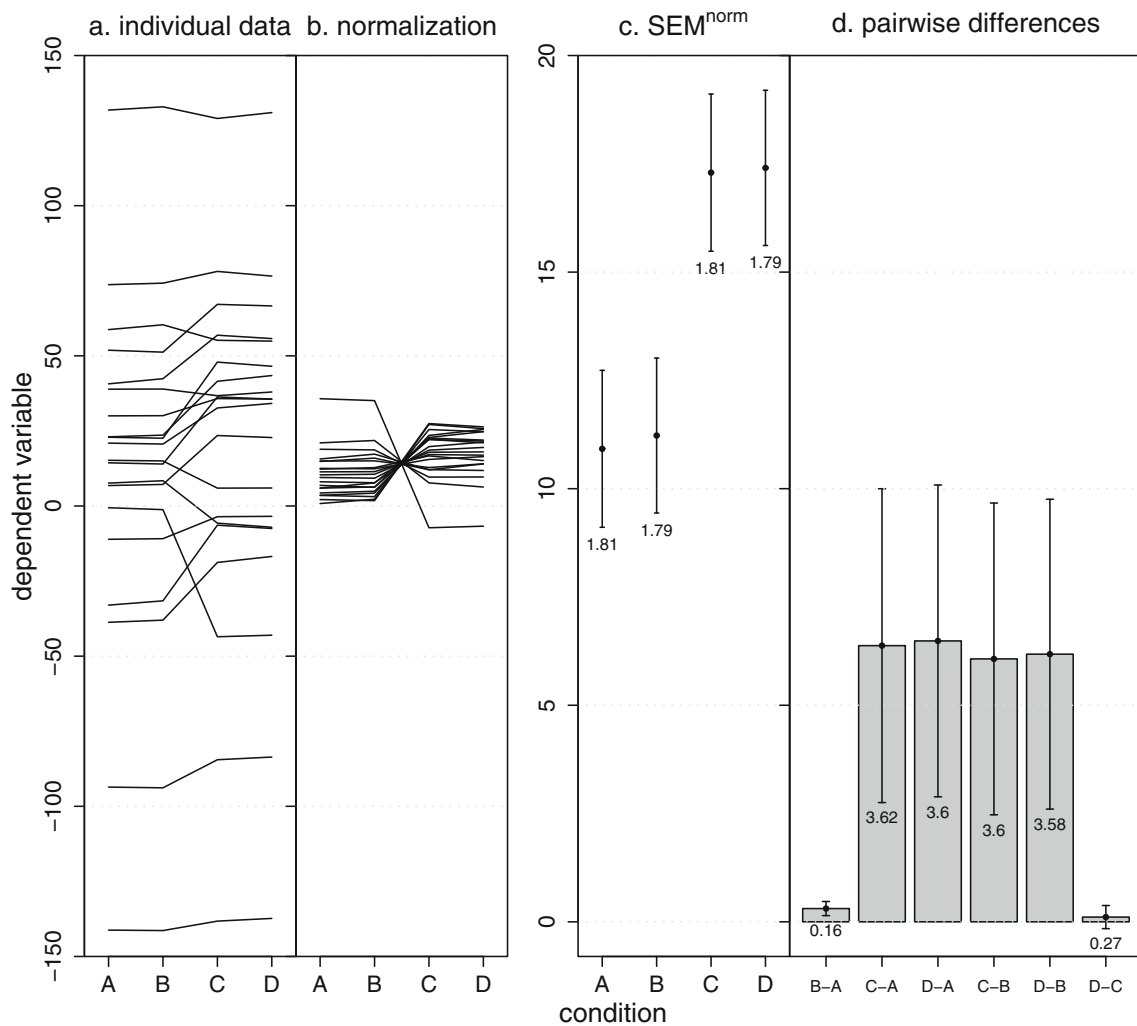 a. individual data
b. normalization
c. SEM^norm
d. pairwise differences
dependent variable
150
100
50
0
−50
−100
−150
A B C D
A B C D
20
15
10
5
0
1.81
1.79
1.81
1.79
A B C D
0.16
3.62
3.6
3.6
3.58
0.27
B−A C−A D−A C−B D−B D−C
condition